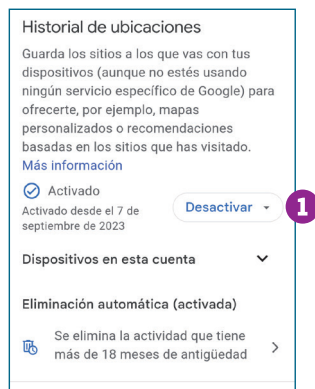 Historial de ubicaciones
Guarda los sitios a los que vas con tus
dispositivos (aunque no estés usando
ningún servicio específico de Google) para
ofrecerte, por ejemplo, mapas
personalizados o recomendaciones
basadas en los sitios que has visitado.
Más información
Activado
Activado desde el 7 de
septiembre de 2023
Desactivar
1
Dispositivos en esta cuenta
Eliminación automática (activada)
Se elimina la actividad que tiene
más de 18 meses de antigüedad